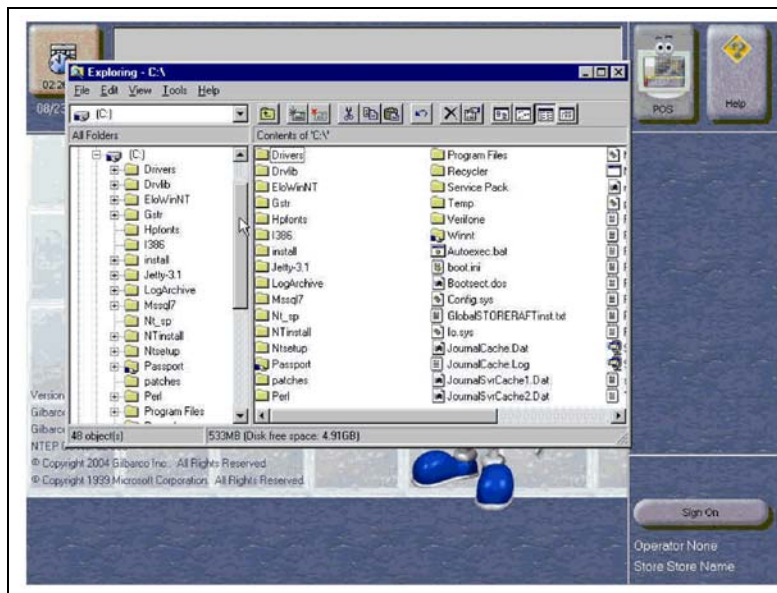 02:2
08/23
POS
Help
Exploring - C:\
File Edit View Tools Help
(C:)
All Folders
Contents of 'C:\'
(C:)
Drivers
Drvlib
EloWinNT
Gstr
Hpfonts
I386
install
Jetty-3.1
LogArchive
Mssql7
Nt_sp
NTinstall
Ntsetup
Passport
patches
Perl
Program Files
Drivers
Drvlib
EloWinNT
Gstr
Hpfonts
I386
install
Jetty-3.1
LogArchive
Mssql7
Nt_sp
NTinstall
Ntsetup
Passport
patches
Perl
Program Files
Recycler
Service Pack
Temp
Verifone
Winnt
Autoexec.bat
boot.ini
Bootsect.dos
Config.sys
GlobalSTORERAFTinst.txt
Io.sys
JournalCache.Dat
JournalCache.Log
JournalSvrCache1.Dat
JournalSvrCache2.Dat
48 object(s)
533MB (Disk free space: 4.91GB)
Version
Gilbarc
Gilbarc
NTEP
© Copyright 2004 Gilbarco Inc. All Rights Reserved
© Copyright 1999 Microsoft Corporation. All Rights Reserved.
Sign On
Operator None
Store Store Name